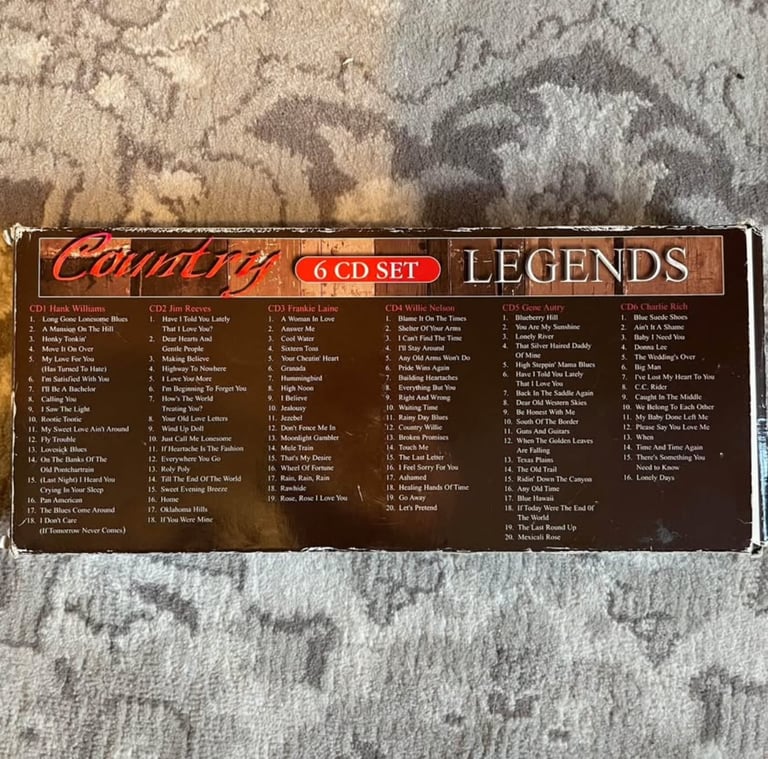 Country
6 CD SET
LEGENDS
CD1 Hank Williams
1. Long Gone Lonesome Blues
2. A Mansion On The Hill
3. Honky Tonkin'
4. Move It On Over
5. My Love For You
(Has Turned To Hate)
6. I'm Satisfied With You
7. I'll Be A Bachelor
8. Calling You
9. I Saw The Light
10. Rootie Tootie
11. My Sweet Love Ain't Around
12. Fly Trouble
13. Lovesick Blues
14. On The Banks Of The
Old Pontchartrain
15. (Last Night) I Heard You
Crying In Your Sleep
16. Pan American
17. The Blues Come Around
18. I Don't Care
(If Tomorrow Never Comes)
CD2 Jim Reeves
1. Have I Told You Lately
That I Love You?
2. Dear Hearts And
Gentle People
3. Making Believe
4. Highway To Nowhere
5. I Love You More
6. I'm Beginning To Forget You
7. How's The World
Treating You?
8. Your Old Love Letters
9. Wind Up Doll
10. Just Call Me Lonesome
11. If Heartache Is The Fashion
12. Everywhere You Go
13. Roly Poly
14. Till The End Of The World
15. Sweet Evening Breeze
16. Home
17. Oklahoma Hills
18. If You Were Mine
CD3 Frankie Laine
1. A Woman In Love
2. Answer Me
3. Cool Water
4. Sixteen Tons
5. Your Cheatin' Heart
6. Granada
7. Hummingbird
8. High Noon
9. I Believe
10. Jealousy
11. Jezebel
12. Don't Fence Me In
13. Moonlight Gambler
14. Mule Train
15. That's My Desire
16. Wheel Of Fortune
17. Rain, Rain, Rain
18. Rawhide
19. Rose, Rose I Love You
CD4 Willie Nelson
1. Blame It On The Times
2. Shelter Of Your Arms
3. I Can't Find The Time
4. I'll Stay Around
5. Any Old Arms Won't Do
6. Pride Wins Again
7. Building Heartaches
8. Everything But You
9. Right And Wrong
10. Waiting Time
11. Rainy Day Blues
12. Country Willie
13. Broken Promises
14. Touch Me
15. The Last Letter
16. I Feel Sorry For You
17. Ashamed
18. Healing Hands Of Time
19. Go Away
20. Let's Pretend
CD5 Gene Autry
1. Blueberry Hill
2. You Are My Sunshine
3. Lonely River
4. That Silver Haired Daddy
Of Mine
5. High Steppin' Mama Blues
6. Have I Told You Lately
That I Love You
7. Back In The Saddle Again
8. Dear Old Western Skies
9. Be Honest With Me
10. South Of The Border
11. Guns And Guitars
12. When The Golden Leaves
Are Falling
13. Texas Plains
14. The Old Trail
15. Ridin' Down The Canyon
16. Any Old Time
17. Blue Hawaii
18. If Today Were The End Of
The World
19. The Last Round Up
20. Mexicali Rose
CD6 Charlie Rich
1. Blue Suede Shoes
2. Ain't It A Shame
3. Baby I Need You
4. Donna Lee
5. The Wedding's Over
6. Big Man
7. I've Lost My Heart To You
8. C.C. Rider
9. Caught In The Middle
10. We Belong To Each Other
11. My Baby Done Left Me
12. Please Say You Love Me
13. When
14. Time And Time Again
15. There's Something You
Need to Know
16. Lonely Days